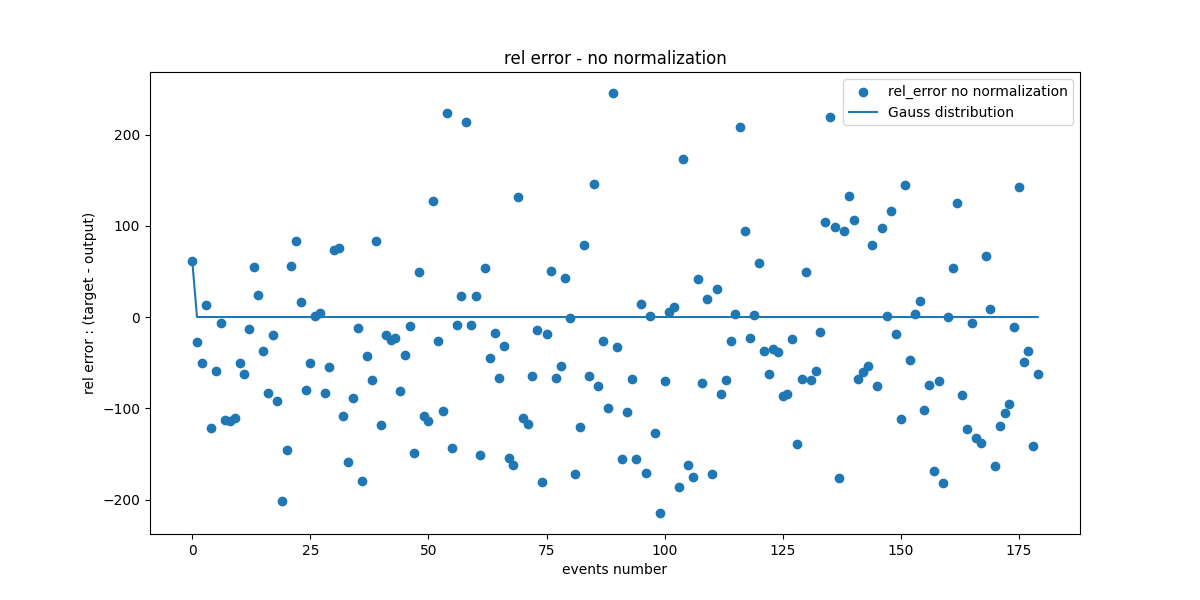 rel error - no normalization
rel_error no normalization
Gauss distribution
rel error : (target - output)
200
100
0
−100
−200
0 25 50 75 100 125 150 175
events number